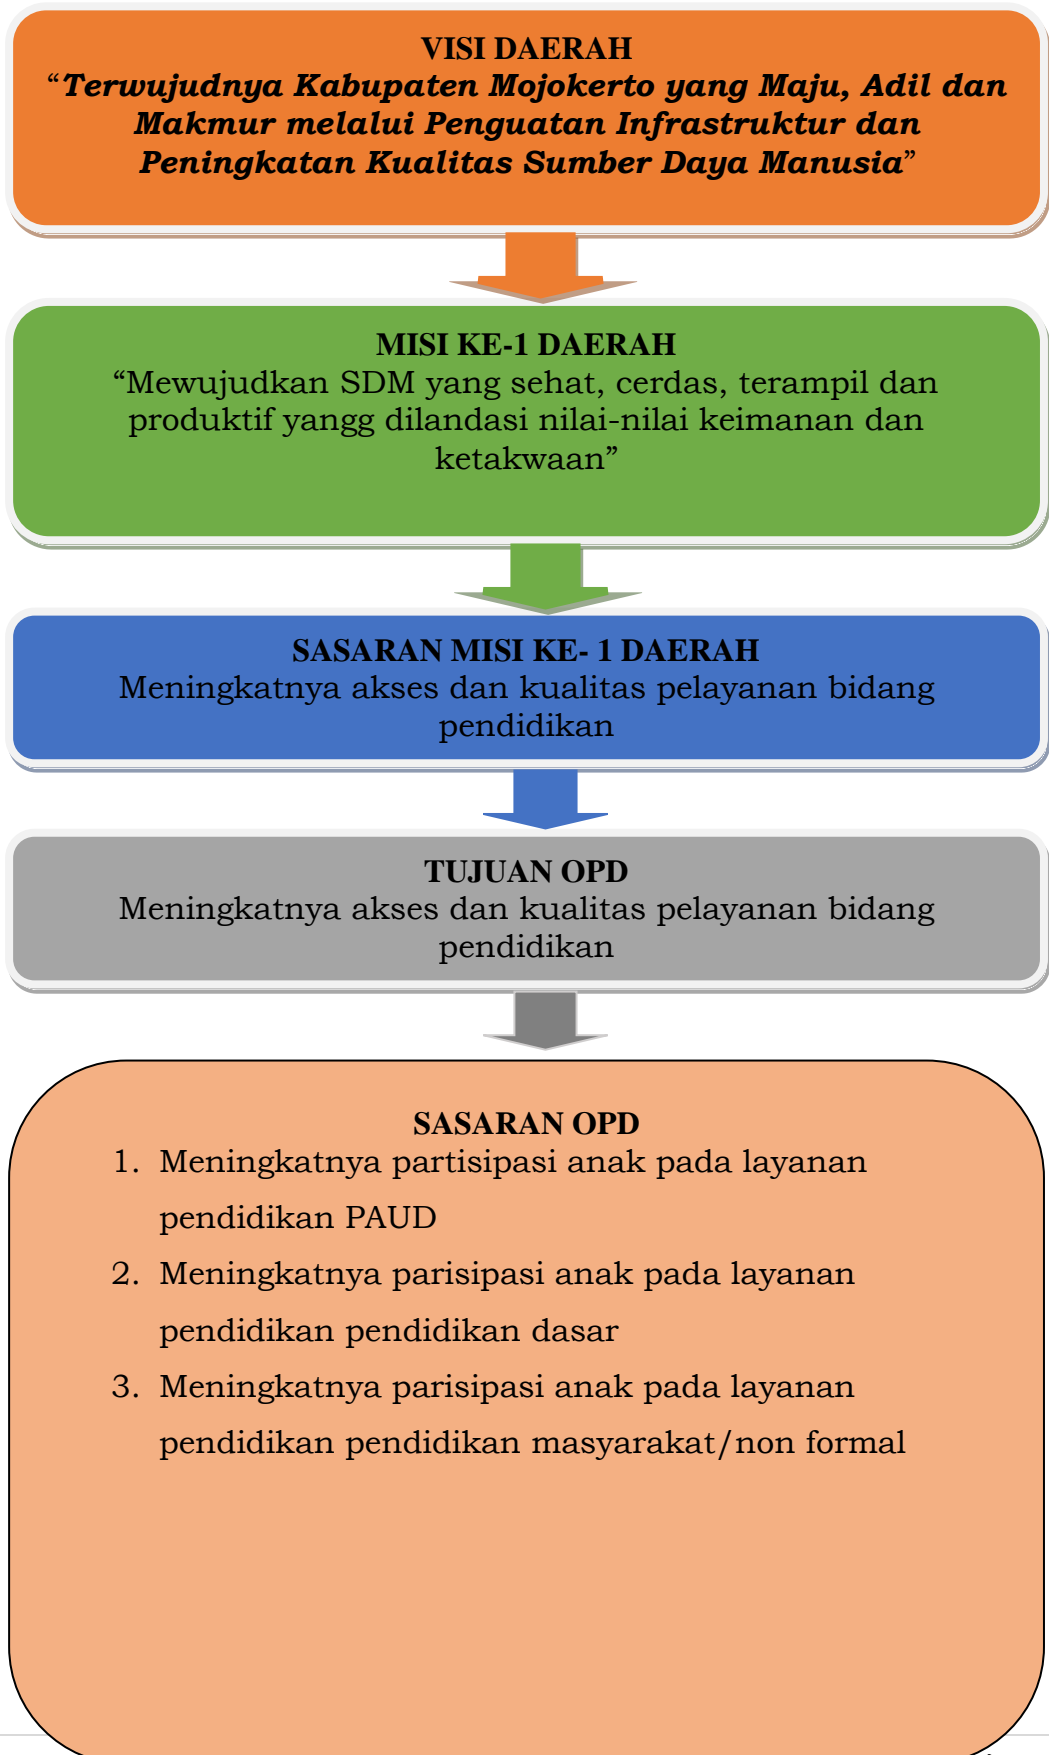 VISI DAERAH
“Terwujudnya Kabupaten Mojokerto yang Maju, Adil dan
Makmur melalui Penguatan Infrastruktur dan
Peningkatan Kualitas Sumber Daya Manusia”
MISI KE-1 DAERAH
“Mewujudkan SDM yang sehat, cerdas, terampil dan
produktif yangg dilandasi nilai-nilai keimanan dan
ketakwaan”
SASARAN MISI KE- 1 DAERAH
Meningkatnya akses dan kualitas pelayanan bidang
pendidikan
TUJUAN OPD
Meningkatnya akses dan kualitas pelayanan bidang
pendidikan
SASARAN OPD
1. Meningkatnya partisipasi anak pada layanan
pendidikan PAUD
2. Meningkatnya parisipasi anak pada layanan
pendidikan pendidikan dasar
3. Meningkatnya parisipasi anak pada layanan
pendidikan pendidikan masyarakat/non formal